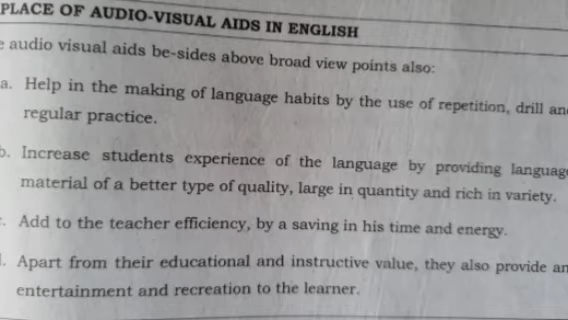 PLACE OF AUDIO-VISUAL AIDS IN ENGLISH
audio visual aids be-sides above broad view points also:
a. Help in the making of language habits by the use of repetition, drill an
regular practice.
b. Increase students experience of the language by providing language
material of a better type of quality, large in quantity and rich in variety.
. Add to the teacher efficiency, by a saving in his time and energy.
. Apart from their educational and instructive value, they also provide an
entertainment and recreation to the learner.